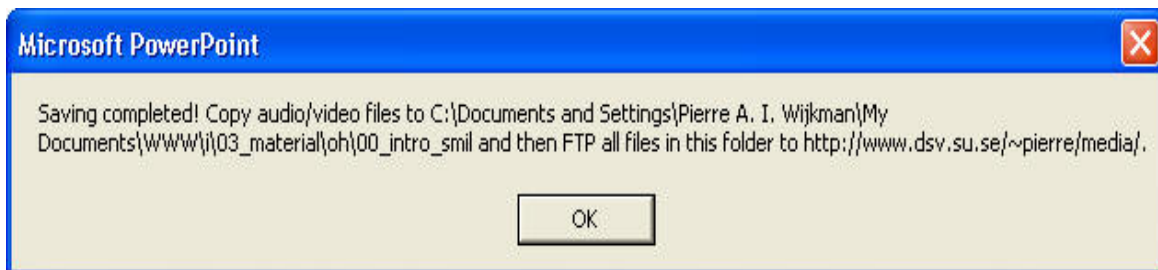 Microsoft PowerPoint
Saving completed! Copy audio/video files to C:\Documents and Settings\Pierre A. I. Wijkman\My
Documents\WWW\i\03_material\oh\00_intro_smil and then FTP all files in this folder to http://www.dsv.su.se/~pierre/media/.
OK